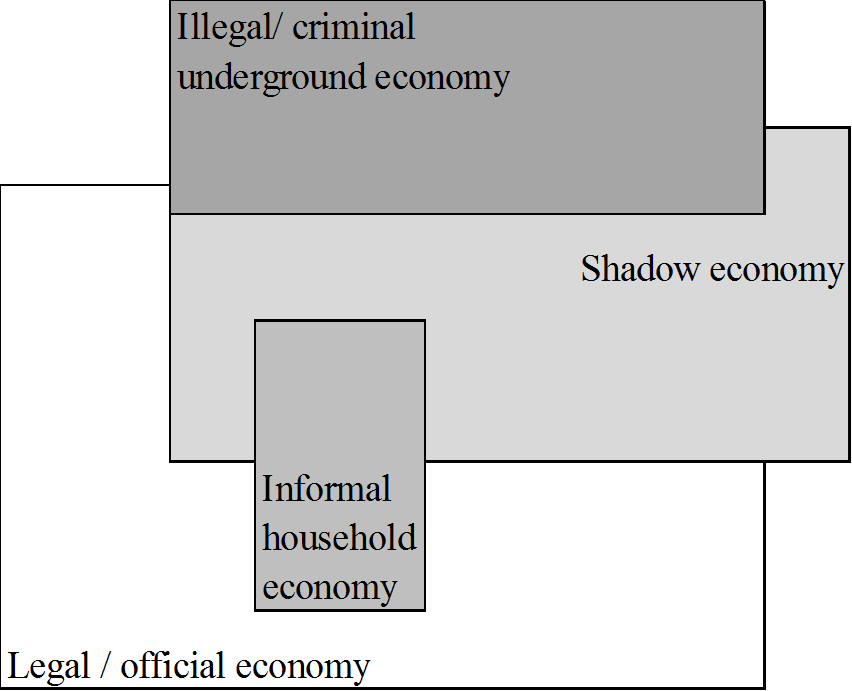 Illegal/ criminal
underground economy
Shadow economy
Informal
household
economy
Legal / official economy